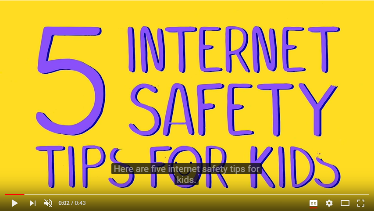 5 INTERNET
SAFETY
TIPS FOR KIDS
Here are five internet safety tips for
kids.
0:02 / 0:43